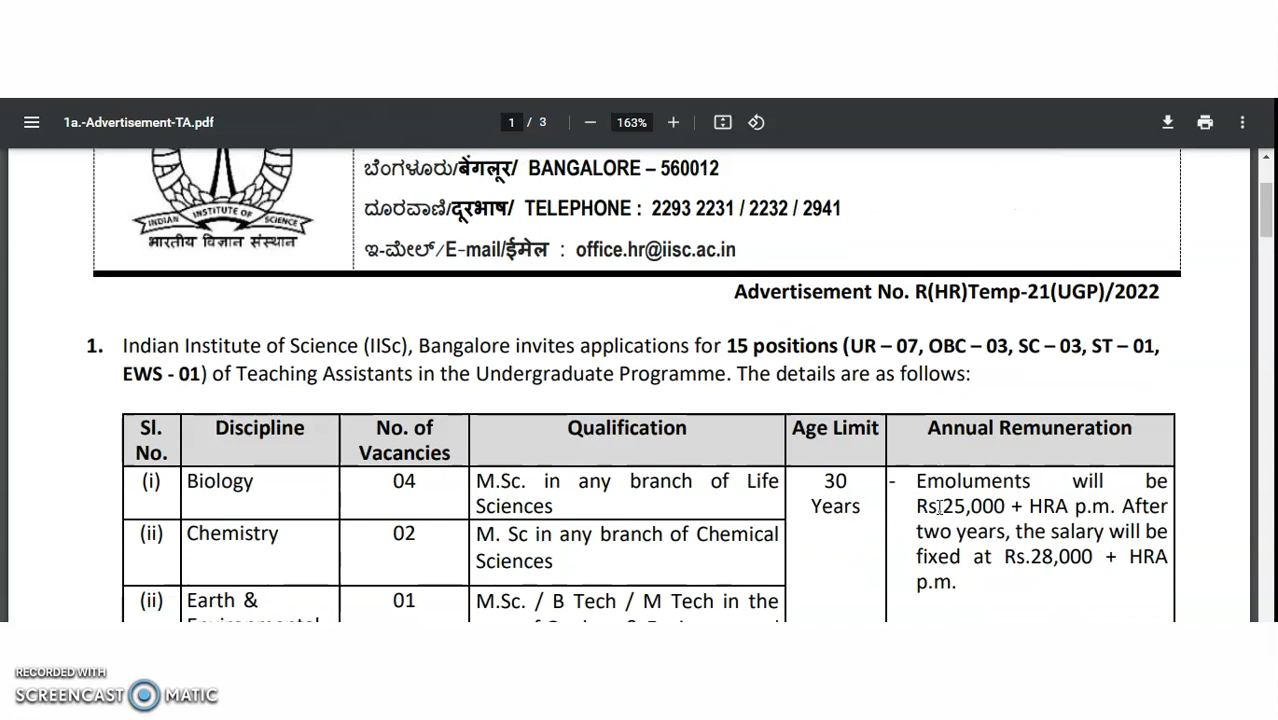 1a.-Advertisement-TA.pdf
1 / 3
163%
ಬೆಂಗಳೂರು/बेंगलूर/ BANGALORE – 560012
ದೂರವಾಣಿ/दूरभाष/ TELEPHONE : 2293 2231 / 2232 / 2941
ಇ-ಮೇಲ್/E-mail/ईमेल : office.hr@iisc.ac.in
INDIAN INSTITUTE OF SCIENCE
भारतीय विज्ञान संस्थान
Advertisement No. R(HR)Temp-21(UGP)/2022
1. Indian Institute of Science (IISc), Bangalore invites applications for 15 positions (UR – 07, OBC – 03, SC – 03, ST – 01,
EWS - 01) of Teaching Assistants in the Undergraduate Programme. The details are as follows:
Sl. No. Discipline No. of Vacancies Qualification Age Limit Annual Remuneration
(i) Biology 04 M.Sc. in any branch of Life
Sciences
30
Years
- Emoluments will be
Rs.25,000 + HRA p.m. After
two years, the salary will be
fixed at Rs.28,000 + HRA
p.m.
(ii) Chemistry 02 M. Sc in any branch of Chemical
Sciences
(ii) Earth & 01 M.Sc. / B Tech / M Tech in the
RECORDED WITH
SCREENCAST MATIC